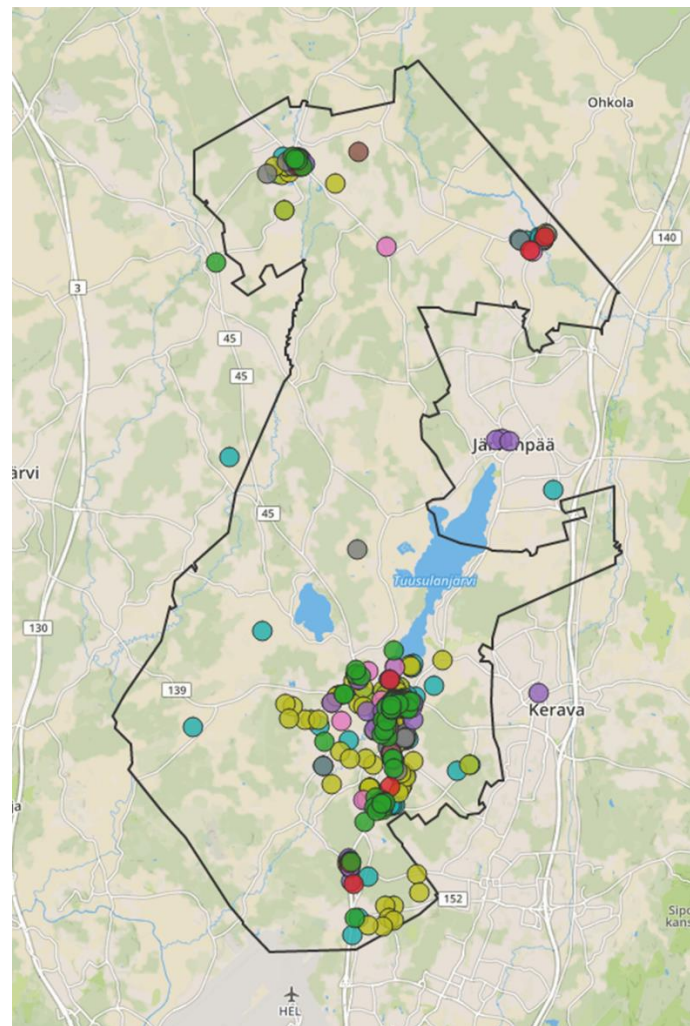 Ohkola
140
3
45
45
ärvi
45
Tuusulanjärvi
130
139
Kerava
ja
152
Sipo
kans
HEL